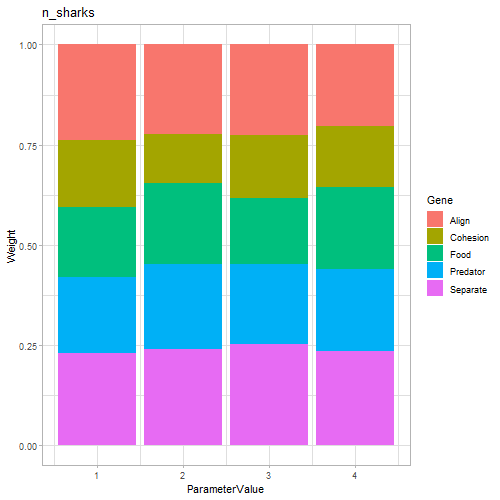 n_sharks
1.00
0.75
0.50
0.25
0.00
Weight
1 2 3 4
ParameterValue
Gene
Align
Cohesion
Food
Predator
Separate